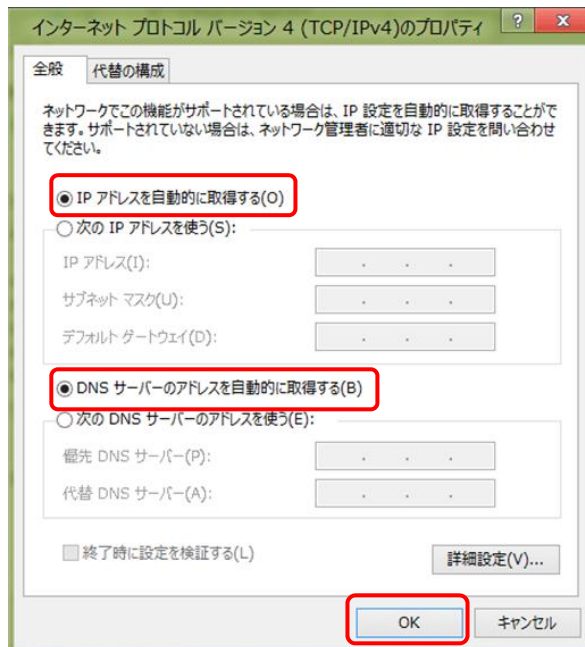 インターネット プロトコル バージョン 4 (TCP/IPv4)のプロパティ
?
x
全般
代替の構成
ネットワークでこの機能がサポートされている場合は、IP 設定を自動的に取得することがで
きます。サポートされていない場合は、ネットワーク管理者に適切な IP 設定を問い合わせ
てください。
IP アドレスを自動的に取得する(O)
次の IP アドレスを使う(S):
IP アドレス(I):
. . .
サブネット マスク(U):
. . .
デフォルト ゲートウェイ(D):
. . .
DNS サーバーのアドレスを自動的に取得する(B)
次の DNS サーバーのアドレスを使う(E):
優先 DNS サーバー(P):
. . .
代替 DNS サーバー(A):
. . .
終了時に設定を検証する(L)
詳細設定(V)...
OK
キャンセル